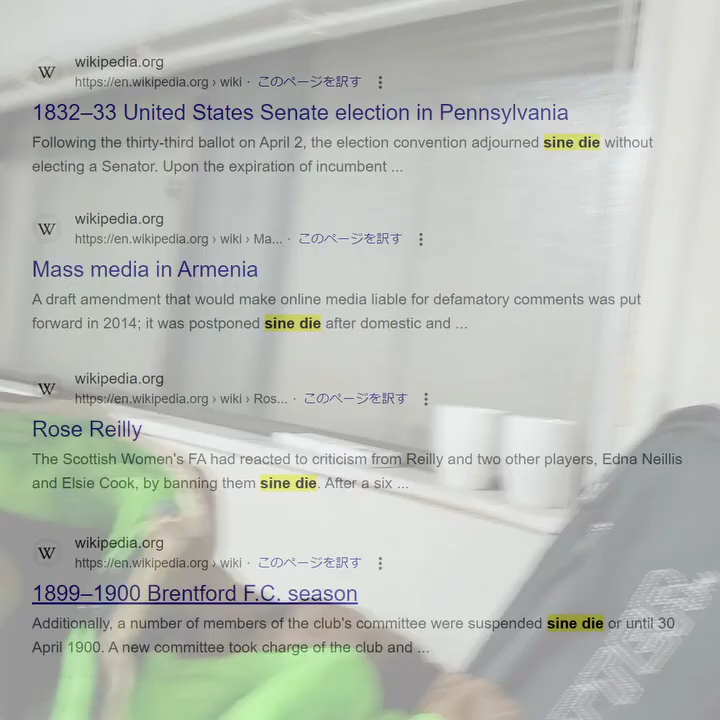 wikipedia.org
https://en.wikipedia.org › wiki · このページを訳す
1832–33 United States Senate election in Pennsylvania
Following the thirty-third ballot on April 2, the election convention adjourned sine die without
electing a Senator. Upon the expiration of incumbent ...
wikipedia.org
https://en.wikipedia.org › wiki › Ma... · このページを訳す
Mass media in Armenia
A draft amendment that would make online media liable for defamatory comments was put
forward in 2014; it was postponed sine die after domestic and ...
wikipedia.org
https://en.wikipedia.org › wiki › Ros... · このページを訳す
Rose Reilly
The Scottish Women's FA had reacted to criticism from Reilly and two other players, Edna Neillis
and Elsie Cook, by banning them sine die. After a six ...
wikipedia.org
https://en.wikipedia.org › wiki · このページを訳す
1899–1900 Brentford F.C. season
Additionally, a number of members of the club's committee were suspended sine die or until 30
April 1900. A new committee took charge of the club and ...